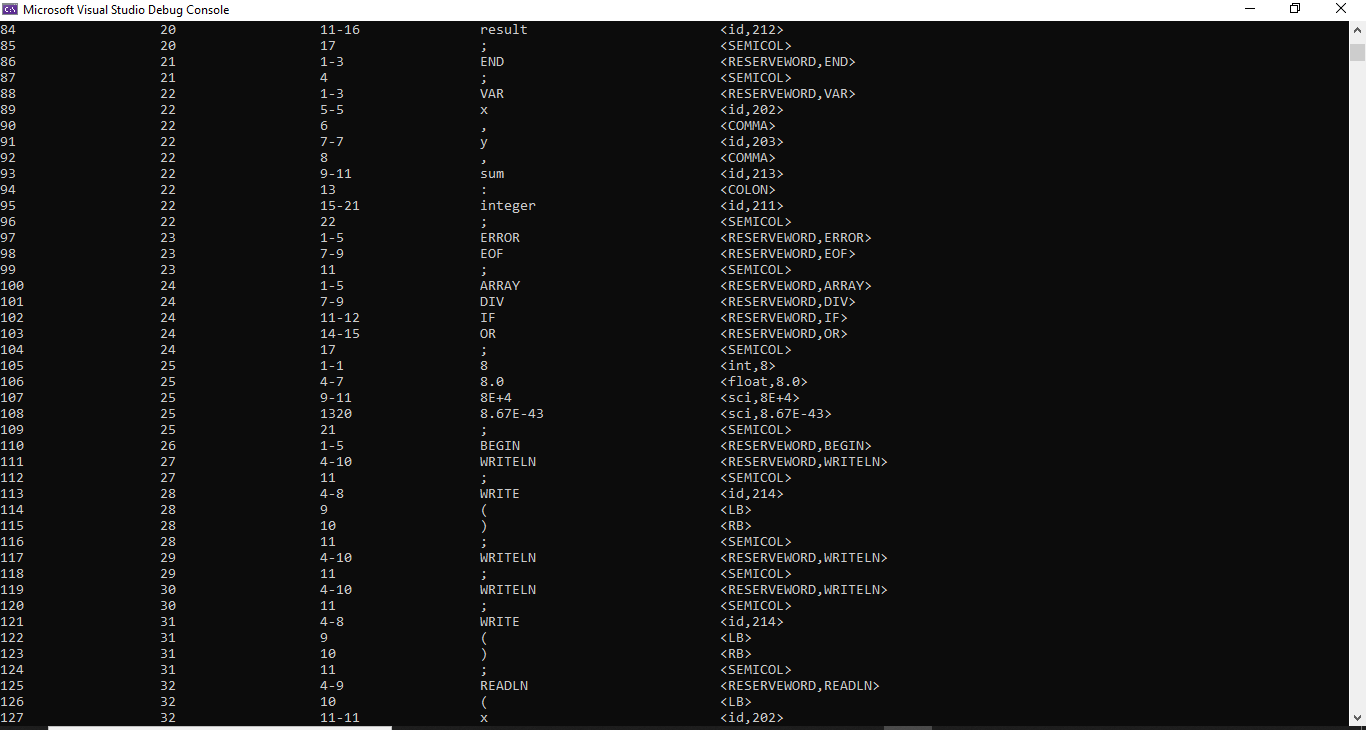 Microsoft Visual Studio Debug Console
84 20 11-16 result <id,212>
85 20 17 ; <SEMICOL>
86 21 1-3 END <RESERVEWORD,END>
87 21 4 ; <SEMICOL>
88 22 1-3 VAR <RESERVEWORD,VAR>
89 22 5-5 x <id,202>
90 22 6 , <COMMA>
91 22 7-7 y <id,203>
92 22 8 , <COMMA>
93 22 9-11 sum <id,213>
94 22 13 : <COLON>
95 22 15-21 integer <id,211>
96 22 22 ; <SEMICOL>
97 23 1-5 ERROR <RESERVEWORD,ERROR>
98 23 7-9 EOF <RESERVEWORD,EOF>
99 23 11 ; <SEMICOL>
100 24 1-5 ARRAY <RESERVEWORD,ARRAY>
101 24 7-9 DIV <RESERVEWORD,DIV>
102 24 11-12 IF <RESERVEWORD,IF>
103 24 14-15 OR <RESERVEWORD,OR>
104 24 17 ; <SEMICOL>
105 25 1-1 8 <int,8>
106 25 4-7 8.0 <float,8.0>
107 25 9-11 8E+4 <sci,8E+4>
108 25 1320 8.67E-43 <sci,8.67E-43>
109 25 21 ; <SEMICOL>
110 26 1-5 BEGIN <RESERVEWORD,BEGIN>
111 27 4-10 WRITELN <RESERVEWORD,WRITELN>
112 27 11 ; <SEMICOL>
113 28 4-8 WRITE <id,214>
114 28 9 ( <LB>
115 28 10 ) <RB>
116 28 11 ; <SEMICOL>
117 29 4-10 WRITELN <RESERVEWORD,WRITELN>
118 29 11 ; <SEMICOL>
119 30 4-10 WRITELN <RESERVEWORD,WRITELN>
120 30 11 ; <SEMICOL>
121 31 4-8 WRITE <id,214>
122 31 9 ( <LB>
123 31 10 ) <RB>
124 31 11 ; <SEMICOL>
125 32 4-9 READLN <RESERVEWORD,READLN>
126 32 10 ( <LB>
127 32 11-11 x <id,202>